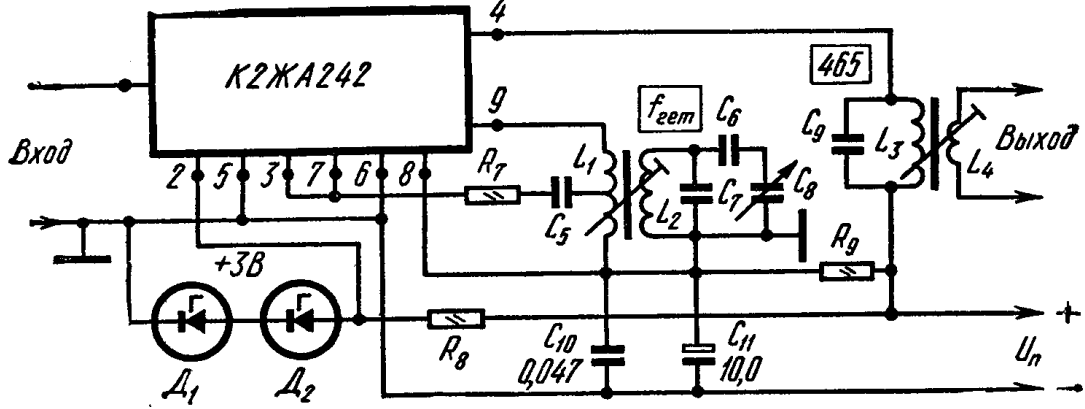 К2ЖА242
4
9
465
fгет
C6
Вход
2
5
3
7
6
8
R7
C5
L1
L2
C7
C8
C9
L3
L4
Выход
+3В
R9
R8
Д1
Д2
C10
0,047
C11
10,0
+
Uп
-